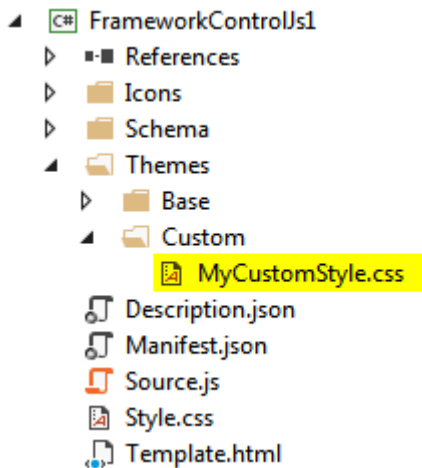 C# FrameworkControlJs1
References
Icons
Schema
Themes
Base
Custom
MyCustomStyle.css
Description.json
Manifest.json
Source.js
Style.css
Template.html